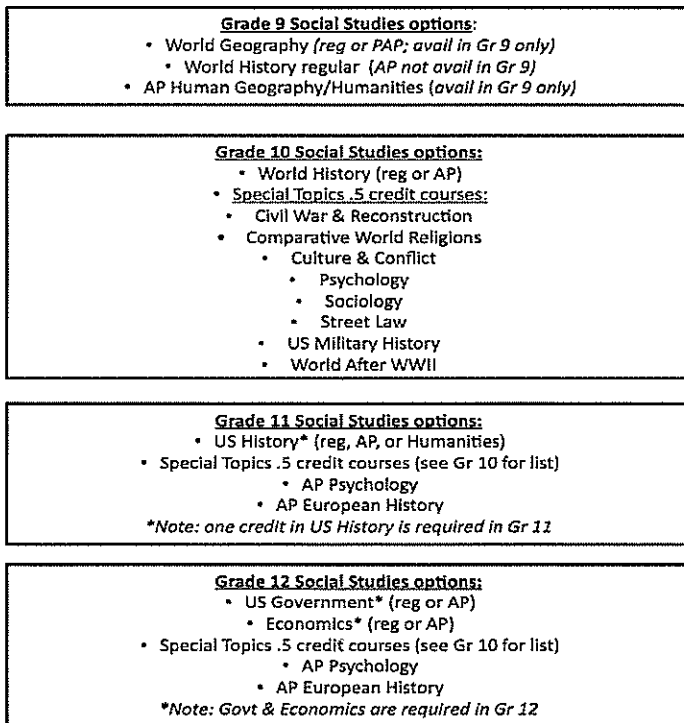 Grade 9 Social Studies options:
• World Geography (reg or PAP; avail in Gr 9 only)
• World History regular (AP not avail in Gr 9)
• AP Human Geography/Humanities (avail in Gr 9 only)
Grade 10 Social Studies options:
• World History (reg or AP)
• Special Topics .5 credit courses:
• Civil War & Reconstruction
• Comparative World Religions
• Culture & Conflict
• Psychology
• Sociology
• Street Law
• US Military History
• World After WWII
Grade 11 Social Studies options:
• US History* (reg, AP, or Humanities)
• Special Topics .5 credit courses (see Gr 10 for list)
• AP Psychology
• AP European History
*Note: one credit in US History is required in Gr 11
Grade 12 Social Studies options:
• US Government* (reg or AP)
• Economics* (reg or AP)
• Special Topics .5 credit courses (see Gr 10 for list)
• AP Psychology
• AP European History
*Note: Govt & Economics are required in Gr 12